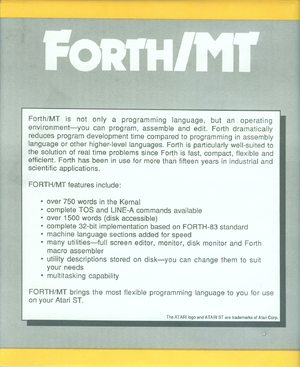 FORTH/MT
Forth/MT is not only a programming language, but an operating
environment—you can program, assemble and edit. Forth dramatically
reduces program development time compared to programming in assembly
language or other higher-level languages. Forth is particularly well-suited to
the solution of real time problems since Forth is fast, compact, flexible and
efficient. Forth has been in use for more than fifteen years in industrial and
scientific applications.
FORTH/MT features include:
• over 750 words in the Kernal
• complete TOS and LINE-A commands available
• over 1500 words (disk accessible)
• complete 32-bit implementation based on FORTH-83 standard
• machine language sections added for speed
• many utilities—full screen editor, monitor, disk monitor and Forth
macro assembler
• utility descriptions stored on disk—you can change them to suit
your needs
• multitasking capability
FORTH/MT brings the most flexible programming language to you for use
on your Atari ST.
The ATARI logo and ATARI ST are trademarks of Atari Corp.